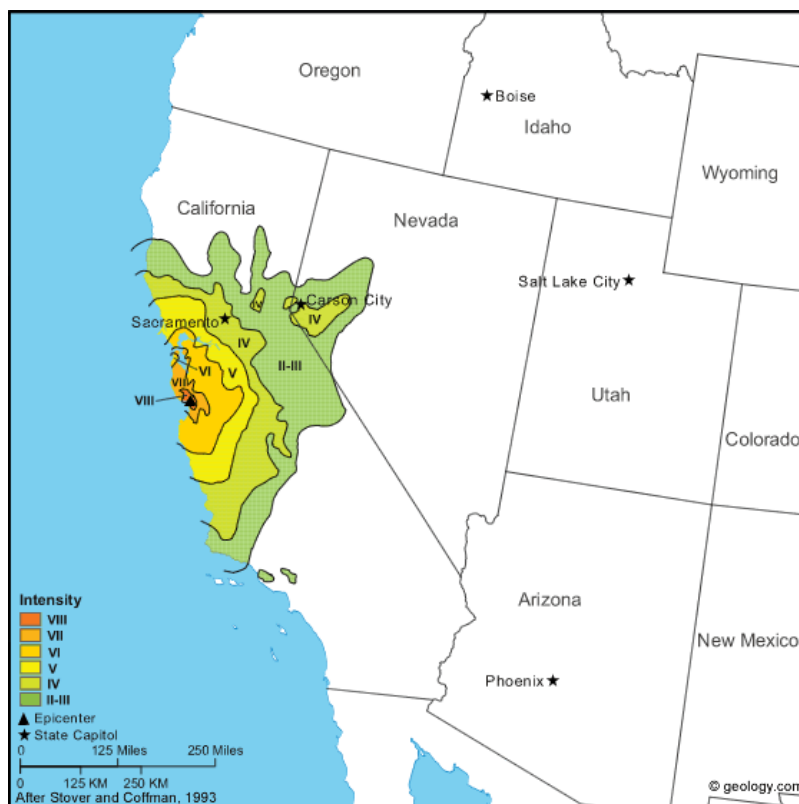 Oregon
Boise
Idaho
Wyoming
California
Nevada
Salt Lake City
Carson City
IV
Sacramento
IV
IV
II-III
VI
V
VIII
VIII
Utah
Colorado
Intensity
VIII
VII
VI
V
IV
II-III
Epicenter
State Capitol
0 125 Miles 250 Miles
0 125 KM 250 KM
After Stover and Coffman, 1993
Arizona
New Mexico
Phoenix
© geology.com